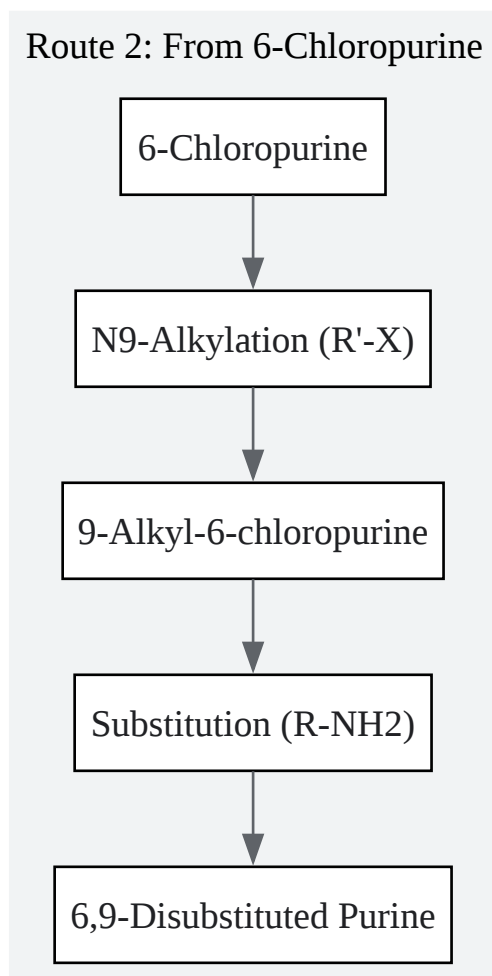 Route 2: From 6-Chloropurine
6-Chloropurine
N9-Alkylation (R'-X)
9-Alkyl-6-chloropurine
Substitution (R-NH2)
6,9-Disubstituted Purine